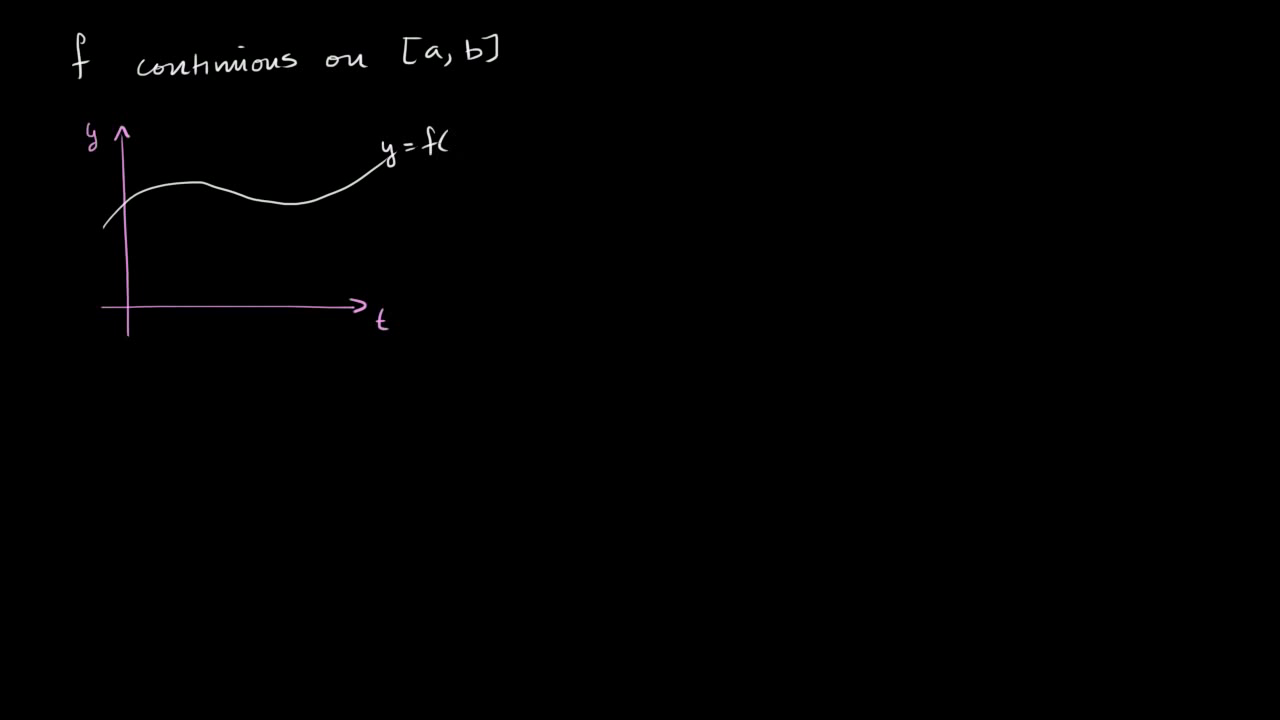 f continuous on [a, b]
y
y = f(
t